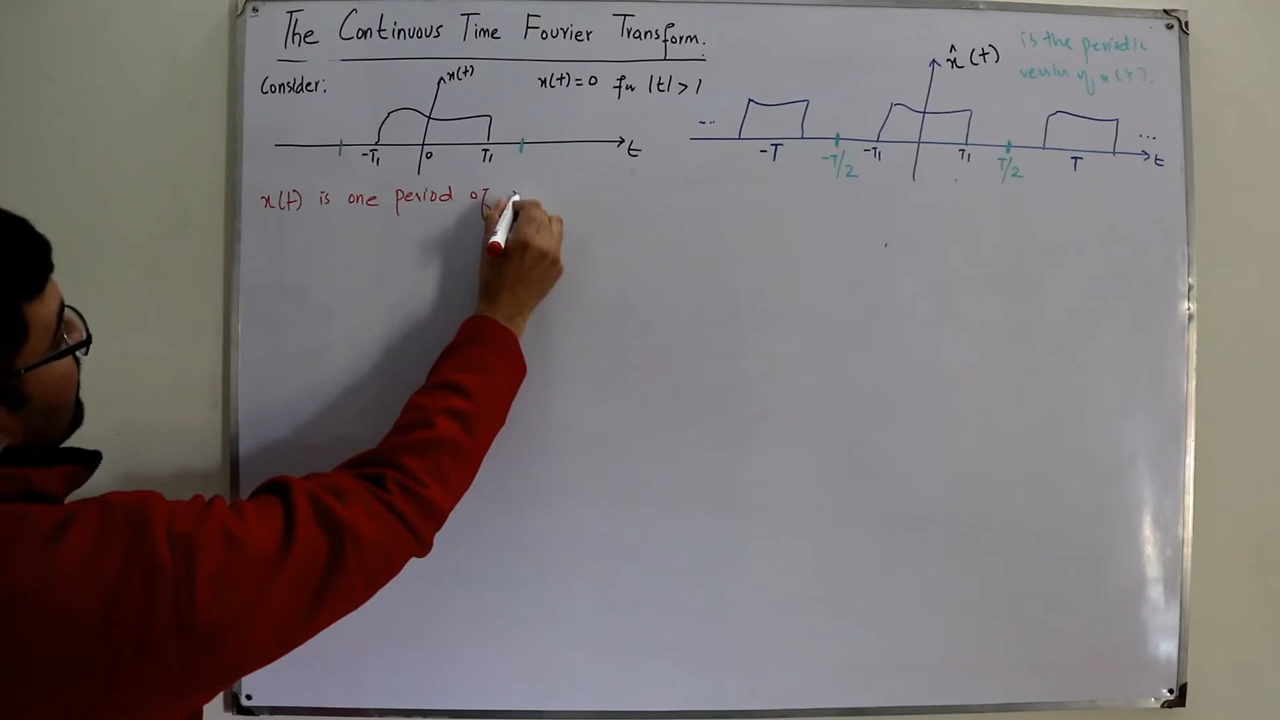 The Continuous Time Fourier Transform.
Consider:
x(t)
x(t)=0 for |t| > 1
-T₁ 0 T₁ t
x(t) is one period of
x̂(t)
is the periodic
version of x(t).
... ...
-T -T/2 -T₁ T₁ T/2 T t